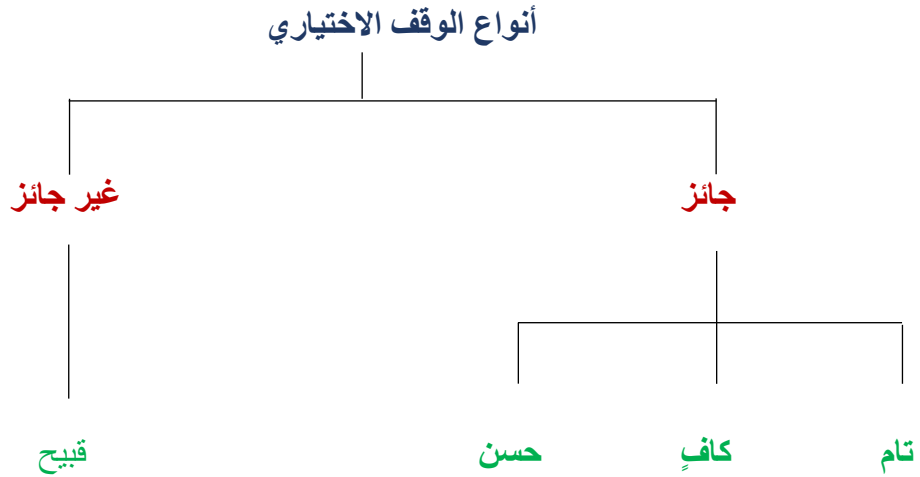 أنواع الوقف الاختياري
جائز
غير جائز
تام
كافٍ
حسن
قبيح